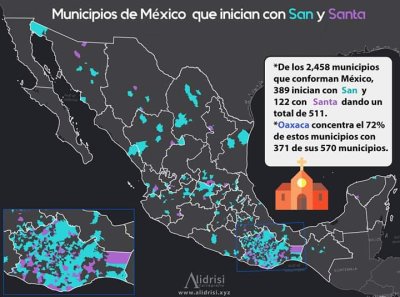 Municipios de México que inician con San y Santa
*De los 2,458 municipios
que conforman México,
389 inician con San y
122 con Santa dando un
total de 511.
*Oaxaca concentra el 72%
de estos municipios con
371 de sus 570 municipios.
Alidrisi
www.alidrisi.xyz